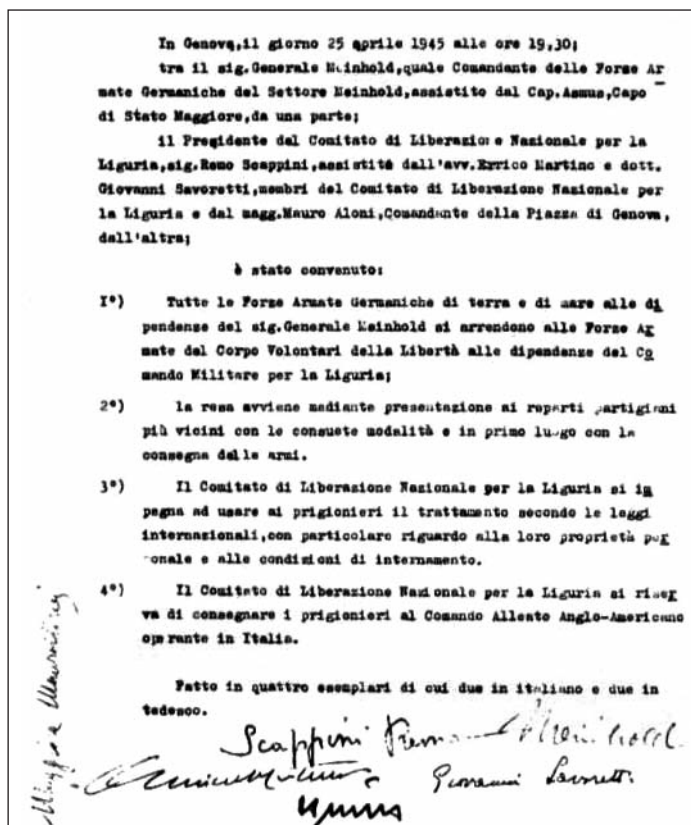 In Genova,il giorno 25 aprile 1945 alle ore 19,30;
tra il sig.Generale Meinhold,quale Comandante delle Forze Ar
mate Germaniche del Settore Meinhold,assistito dal Cap.Asmus,Capo
di Stato Maggiore,da una parte;
il Presidente del Comitato di Liberazione Nazionale per la
Liguria,sig.Remo Scappini,assistitò dall'avv.Errico Martino e dott.
Giovanni Savoretti,membri del Comitato di Liberazione Nazionale per
la Liguria e dal magg.Mauro Aloni,Comandante della Piazza di Genova,
dall'altra;
è stato convenuto:
I°) Tutte le Forze Armate Germaniche di terra e di mare alle di
pendenze del sig.Generale Meinhold si arrendono alle Forze Ar
mate del Corpo Volontari della Libertà alle dipendenze del Co
mando Militare per la Liguria;
2°) la resa avviene mediante presentazione ai reparti partigiani
più vicini con le consuete modalità e in primo luogo con la
consegna delle armi.
3°) Il Comitato di Liberazione Nazionale per la Liguria si im
pegna ad usare ai prigionieri il trattamento secondo le leggi
internazionali,con particolare riguardo alla loro proprietà per
sonale e alle condizioni di internamento.
4°) Il Comitato di Liberazione Nazionale per la Liguria si riser
va di consegnare i prigionieri al Comando Alleato Anglo-Americano
operante in Italia.
Fatto in quattro esemplari di cui due in italiano e due in
tedesco.
Scappini Remo Meinhold
Giovanni Savoretti